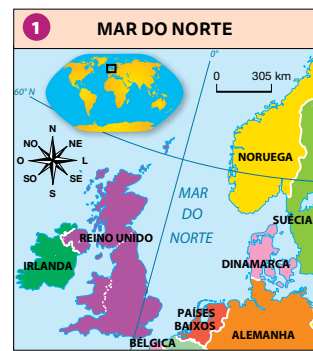 1
MAR DO NORTE
0°
0 305 km
60° N
N
NO NE
O L
SO SE
S
NORUEGA
MAR
DO
NORTE
SUÉCIA
REINO UNIDO
IRLANDA
DINAMARCA
PAÍSES
BAIXOS
BÉLGICA
ALEMANHA